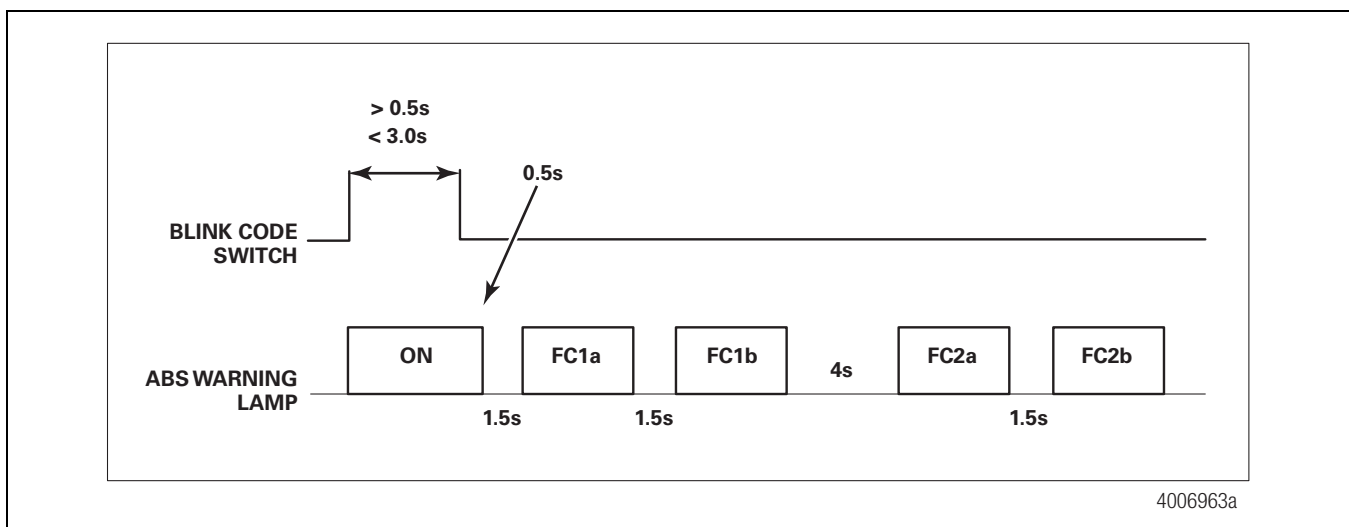 > 0.5s
< 3.0s
0.5s
BLINK CODE
SWITCH
ON
FC1a
FC1b
4s
FC2a
FC2b
ABS WARNING
LAMP
1.5s
1.5s
1.5s
4006963a